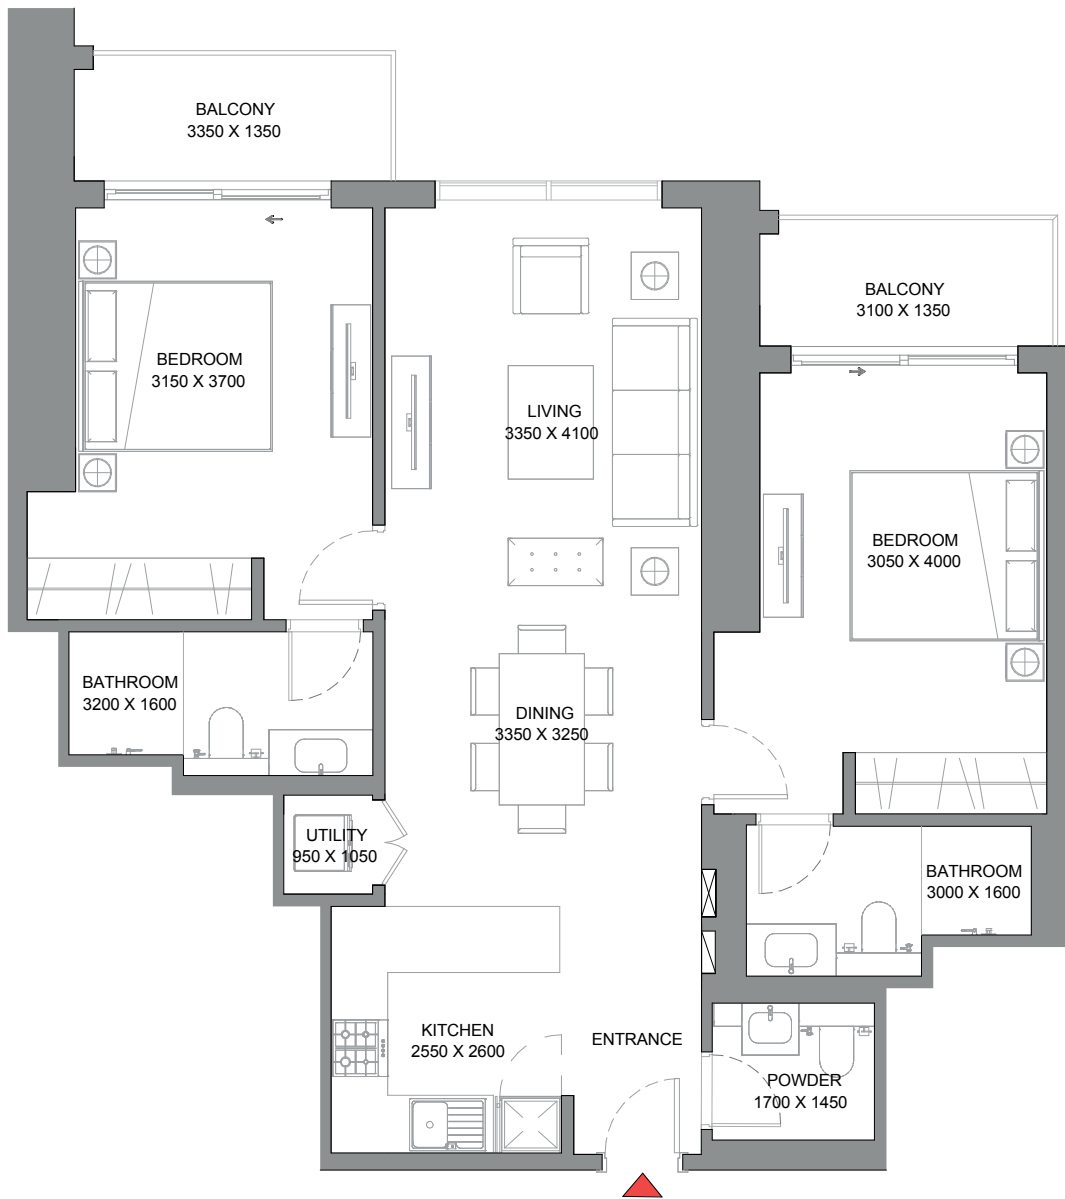 BALCONY
3350 X 1350
BALCONY
3100 X 1350
BEDROOM
3150 X 3700
LIVING
3350 X 4100
BEDROOM
3050 X 4000
BATHROOM
3200 X 1600
DINING
3350 X 3250
UTILITY
950 X 1050
BATHROOM
3000 X 1600
KITCHEN
2550 X 2600
ENTRANCE
POWDER
1700 X 1450